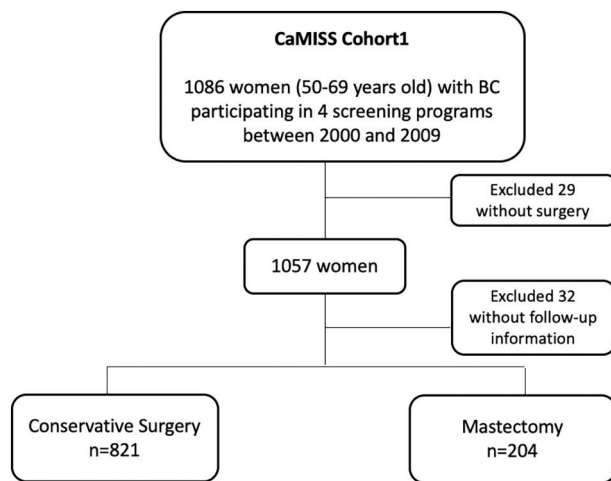 CaMISS Cohort1
1086 women (50-69 years old) with BC
participating in 4 screening programs
between 2000 and 2009
Excluded 29
without surgery
1057 women
Excluded 32
without follow-up
information
Conservative Surgery
n=821
Mastectomy
n=204